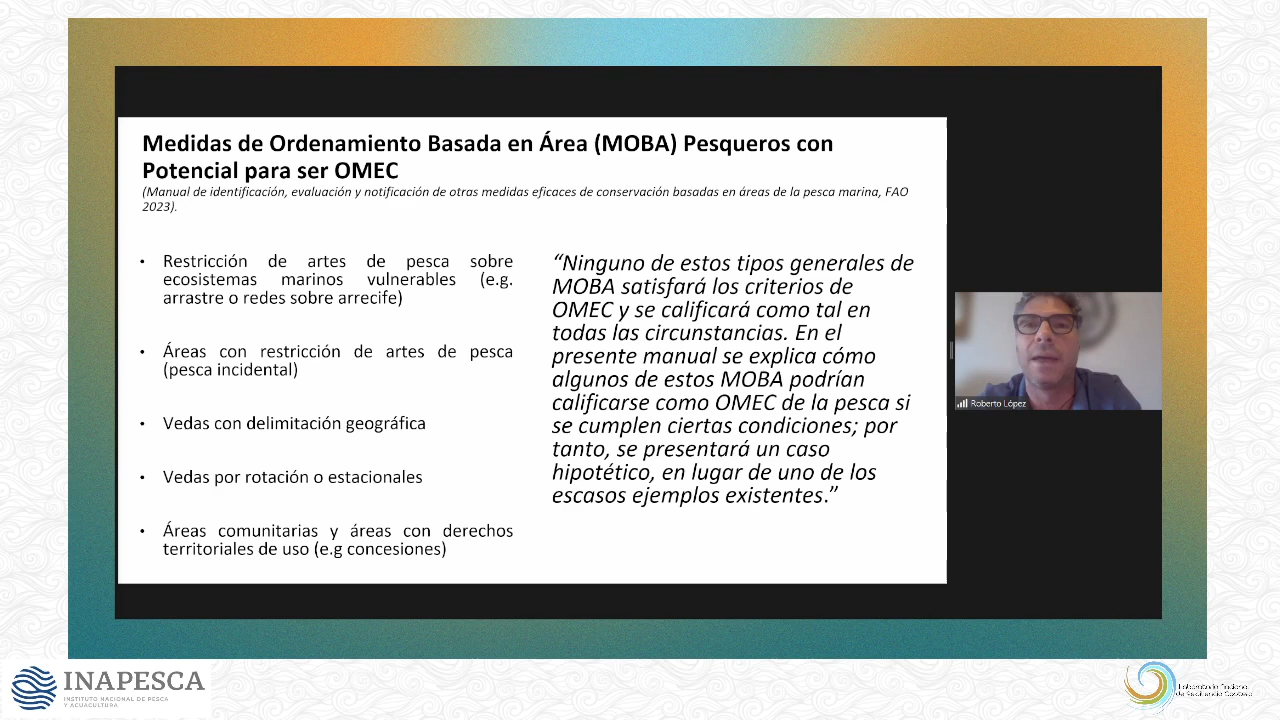 Medidas de Ordenamiento Basada en Área (MOBA) Pesqueros con
Potencial para ser OMEC
(Manual de identificación, evaluación y notificación de otras medidas eficaces de conservación basadas en áreas de la pesca marina, FAO
2023).
• Restricción de artes de pesca sobre
ecosistemas marinos vulnerables (e.g.
arrastre o redes sobre arrecife)
• Áreas con restricción de artes de pesca
(pesca incidental)
• Vedas con delimitación geográfica
• Vedas por rotación o estacionales
• Áreas comunitarias y áreas con derechos
territoriales de uso (e.g concesiones)
“Ninguno de estos tipos generales de
MOBA satisfará los criterios de
OMEC y se calificará como tal en
todas las circunstancias. En el
presente manual se explica cómo
algunos de estos MOBA podrían
calificarse como OMEC de la pesca si
se cumplen ciertas condiciones; por
tanto, se presentará un caso
hipotético, en lugar de uno de los
escasos ejemplos existentes.”
Roberto López
INAPESCA
INSTITUTO NACIONAL DE PESCA
Y ACUACULTURA